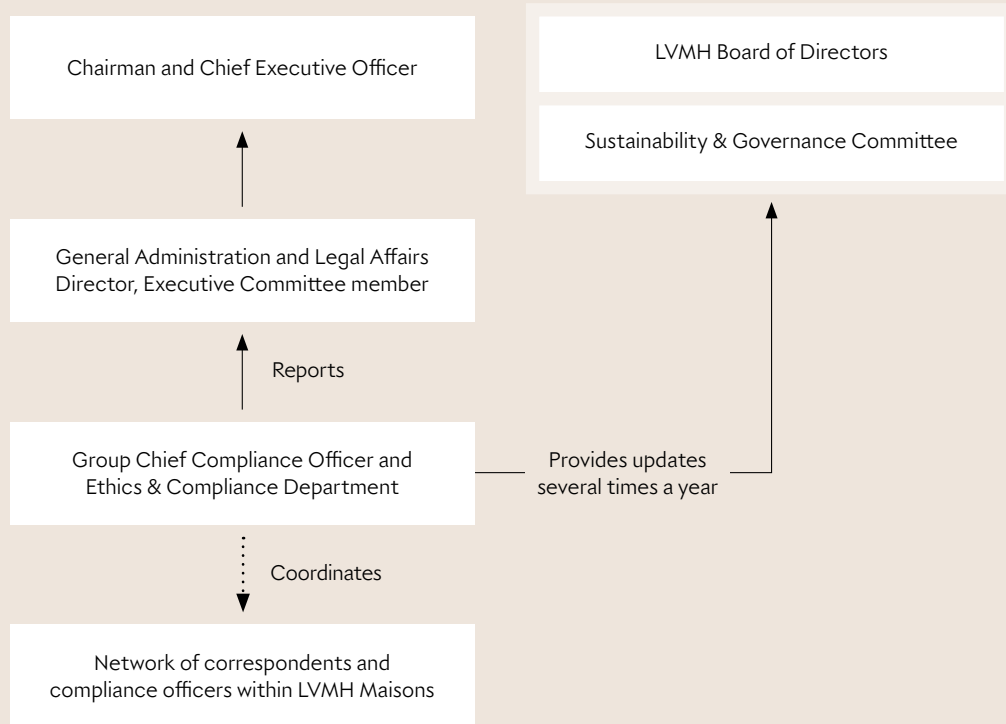 Chairman and Chief Executive Officer
LVMH Board of Directors
Sustainability & Governance Committee
General Administration and Legal Affairs
Director, Executive Committee member
Reports
Group Chief Compliance Officer and
Ethics & Compliance Department
Provides updates
several times a year
Coordinates
Network of correspondents and
compliance officers within LVMH Maisons